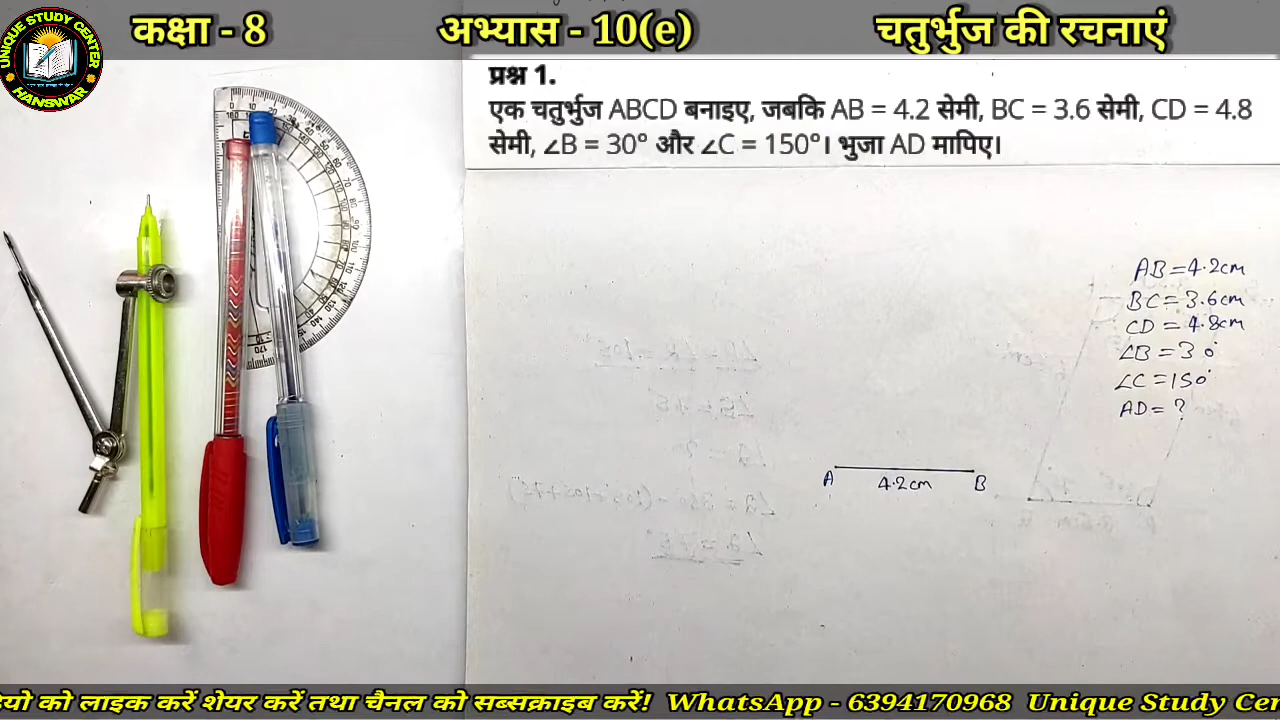 UNIQUE STUDY CENTER
HANSWAR
कक्षा - 8
अभ्यास - 10(e)
चतुर्भुज की रचनाएं
प्रश्न 1.
एक चतुर्भुज ABCD बनाइए, जबकि AB = 4.2 सेमी, BC = 3.6 सेमी, CD = 4.8
सेमी, ∠B = 30° और ∠C = 150°। भुजा AD मापिए।
AB = 4.2cm
BC = 3.6cm
CD = 4.8cm
∠B = 30°
∠C = 150°
AD = ?
A 4.2cm B
को लाइक करें शेयर करें तथा चैनल को सब्सक्राइब करें! WhatsApp - 6394170968 Unique Study